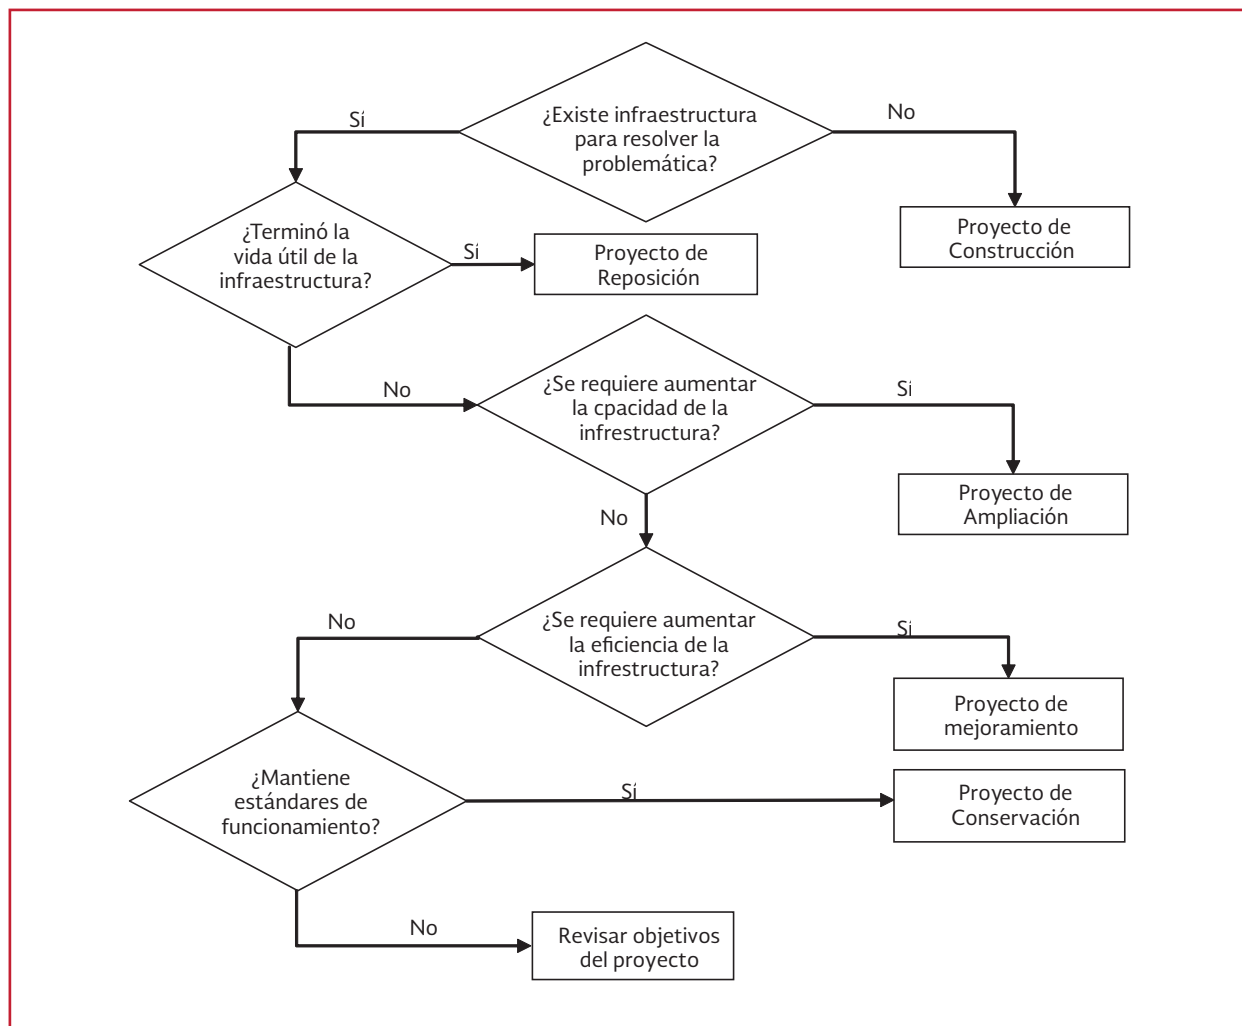 ¿Existe infraestructura
para resolver la
problemática?
Sí
No
¿Terminó la
vida útil de la
infraestructura?
Sí
Proyecto de
Reposición
Proyecto de
Construcción
No
¿Se requiere aumentar
la cpacidad de la
infrestructura?
Sí
Proyecto de
Ampliación
No
¿Se requiere aumentar
la eficiencia de la
infrestructura?
No
Sí
Proyecto de
mejoramiento
¿Mantiene
estándares de
funcionamiento?
Sí
Proyecto de
Conservación
No
Revisar objetivos
del proyecto